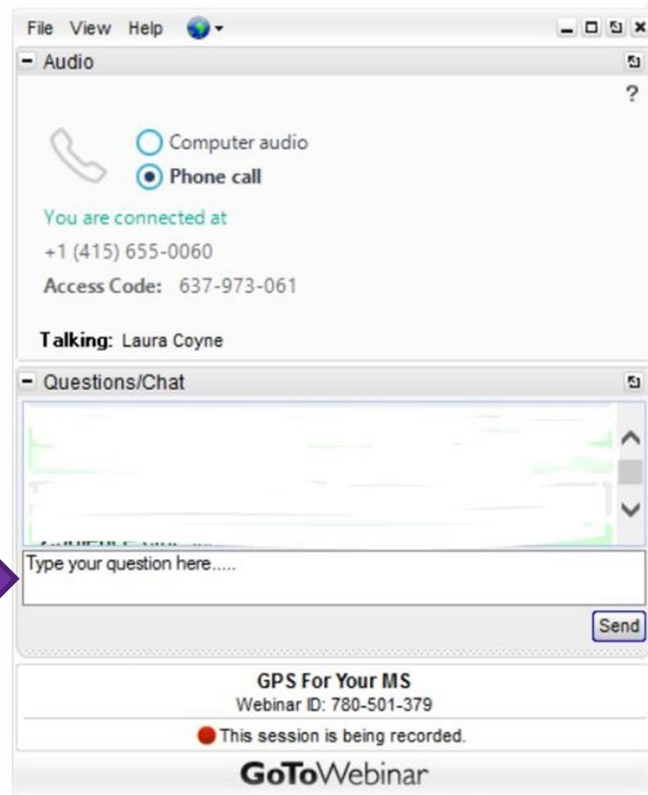 File View Help
- Audio
?
Computer audio
Phone call
You are connected at
+1 (415) 655-0060
Access Code: 637-973-061
Talking: Laura Coyne
- Questions/Chat
Type your question here.....
Send
GPS For Your MS
Webinar ID: 780-501-379
This session is being recorded.
GoToWebinar